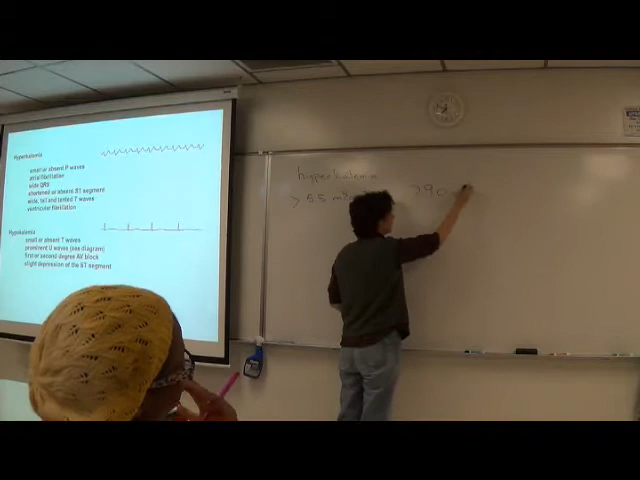 Hyperkalemia
small or absent P waves
atrial fibrillation
wide QRS
shortened or absent ST segment
wide, tall and tented T waves
ventricular fibrillation
Hypokalemia
small or absent T waves
prominent U waves (see diagram)
first or second degree AV block
slight depression of the ST segment
hyperkalemia
> 5.5
> 90